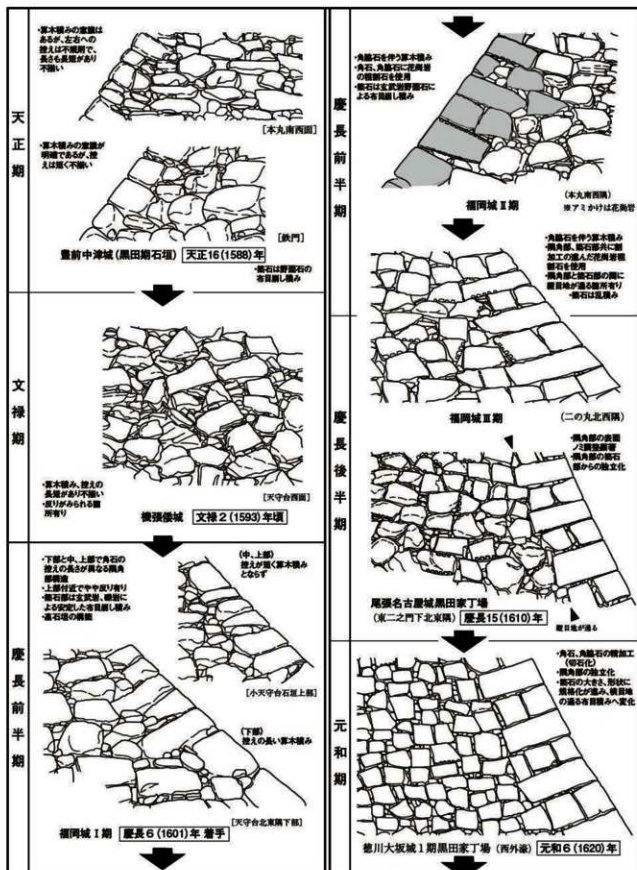 天正期
・算木積みの意識は
あるが、左右への
控えは不規則で、
長さも長短があり
不揃い
[本丸南西面]
・算木積みの意識が
明確であるが、控
えは短く不揃い
[鉄門]
豊前中津城(黒田期石垣) 天正16(1588)年
・築石は野面石の
布目崩し積み
文禄期
・算木積み、控えの
長短があり不揃い
・反りがみられる箇
所有り
[天守台西面]
機張倭城 文禄2(1593)年頃
慶長前半期
・下部と中、上部で角石の
控えの長さが異なる隅角
部構造
・上部付近でやや反り有り
・築石部は玄武岩、礫岩に
よる安定した布目崩し積み
・高石垣の構築
(中、上部)
控えが短く算木積み
とならず
[小天守台石垣上部]
(下部)
控えの長い算木積み
[天守台北東隅下部]
福岡城Ⅰ期 慶長6(1601)年 着手
慶長前半期
・角脇石を伴う算木積み
・角石、角脇石に花崗岩
の粗割石を使用
・築石は玄武岩野面石に
よる布目崩し積み
(本丸南西隅)
福岡城Ⅱ期
※アミかけは花崗岩
慶長後半期
・角脇石を伴う算木積み
・隅角部、築石部共に割
加工の進んだ花崗岩粗
割石を使用
・隅角部と築石部の間に
縦目地が通る箇所有り
・築石は乱積み
福岡城Ⅲ期
(二の丸北西隅)
・隅角部の表面
ノミ調整顕著
・隅角部の築石
部からの独立化
尾張名古屋城黒田家丁場
(東二之門下北東隅) 慶長15(1610)年
縦目地が通る
元和期
・角石、角脇石の精加工
(切石化)
・隅角部の独立化
・築石の大きさ、形状に
規格化が進み、横目地
の通る布目積みへ変化
徳川大坂城1期黒田家丁場(西外濠) 元和6(1620)年